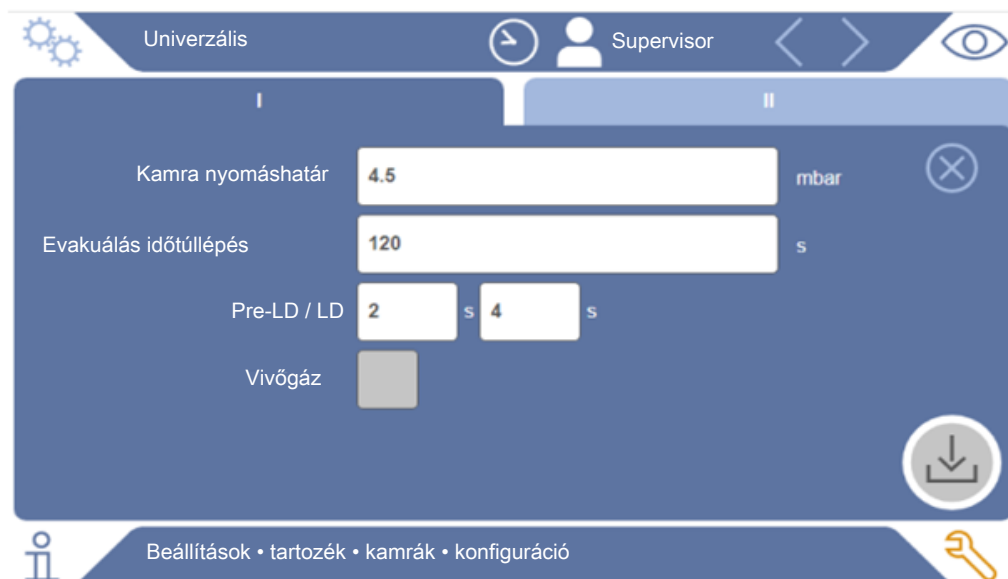 Univerzális
Supervisor
I
II
Kamra nyomáshatár 4.5 mbar
Evakuálás időtúllépés 120 s
Pre-LD / LD 2 s 4 s
Vivőgáz
Beállítások • tartozék • kamrák • konfiguráció